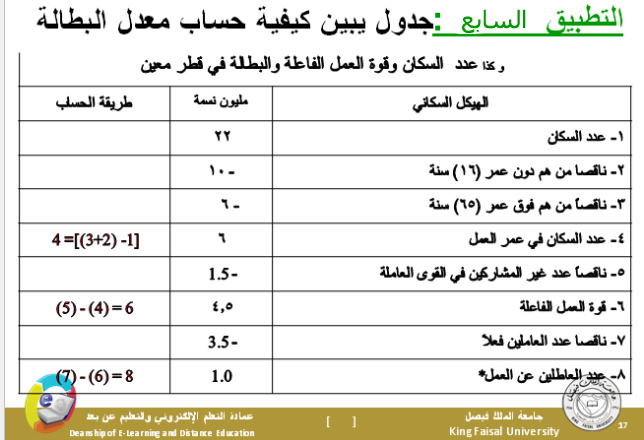 التطبيق السابع :جدول يبين كيفية حساب معدل البطالة
و كذا عدد السكان وقوة العمل الفاعلة والبطالة في قطر معين
الهيكل السكاني مليون نسمة طريقة الحساب
١- عدد السكان ٢٢
٢- ناقصا من هم دون عمر (١٦) سنة -١٠
٣- ناقصاً من هم فوق عمر (٦٥) سنة -٦
٤- عدد السكان في عمر العمل ٦ 4 =[(3+2) -1]
٥- ناقصاً عدد غير المشاركين في القوى العاملة -1.5
٦- قوة العمل الفاعلة ٤,٥ (5) - (4) = 6
٧- ناقصا عدد العاملين فعلاً -3.5
٨- عدد العاطلين عن العمل* 1.0 (7) - (6) = 8
جامعة الملك فيصل
King Faisal University
[ ]
عمادة التعلم الإلكتروني والتعليم عن بعد
Deanship of E-Learning and Distance Education
17